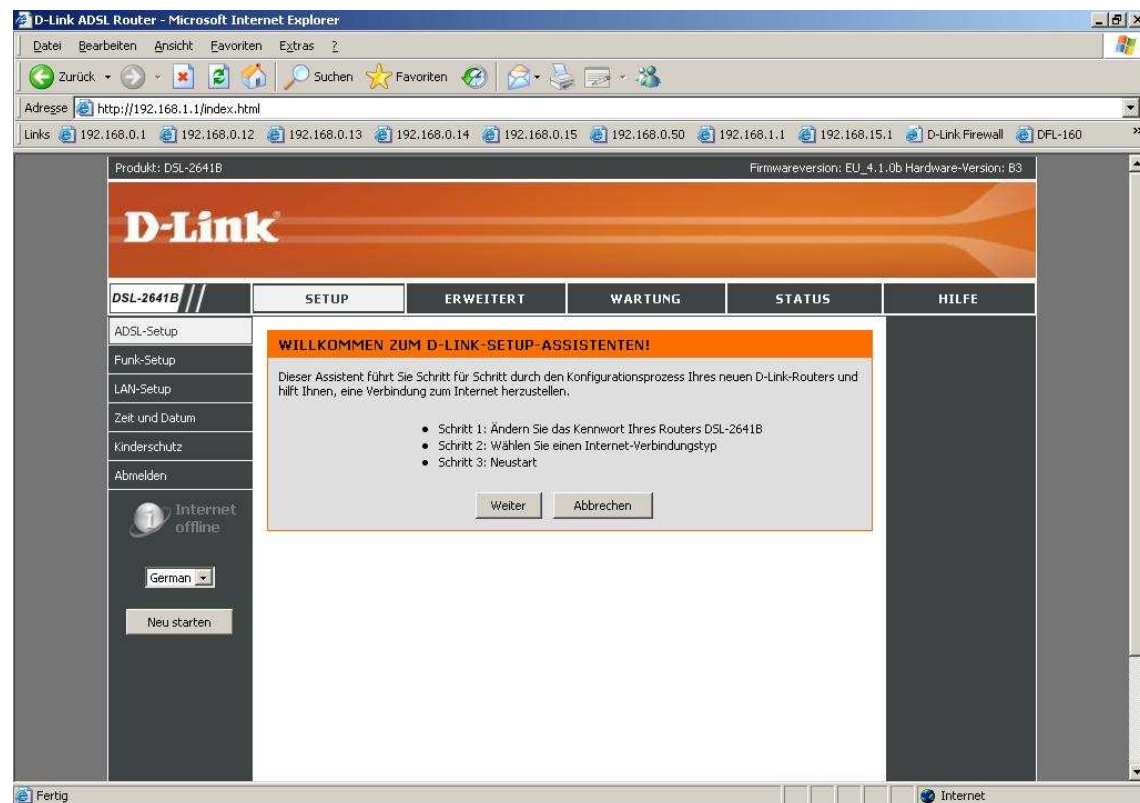 D-Link ADSL Router - Microsoft Internet Explorer
Datei Bearbeiten Ansicht Favoriten Extras ?
Zurück Suchen Favoriten
Adresse http://192.168.1.1/index.html
Links 192.168.0.1 192.168.0.12 192.168.0.13 192.168.0.14 192.168.0.15 192.168.0.50 192.168.1.1 192.168.15.1 D-Link Firewall DFL-160 »
Produkt: DSL-2641B Firmwareversion: EU_4.1.0b Hardware-Version: B3
D-Link®
DSL-2641B SETUP ERWEITERT WARTUNG STATUS HILFE
ADSL-Setup
Funk-Setup
LAN-Setup
Zeit und Datum
Kinderschutz
Abmelden
Internet
offline
German
Neu starten
WILLKOMMEN ZUM D-LINK-SETUP-ASSISTENTEN!
Dieser Assistent führt Sie Schritt für Schritt durch den Konfigurationsprozess Ihres neuen D-Link-Routers und
hilft Ihnen, eine Verbindung zum Internet herzustellen.
• Schritt 1: Ändern Sie das Kennwort Ihres Routers DSL-2641B
• Schritt 2: Wählen Sie einen Internet-Verbindungstyp
• Schritt 3: Neustart
Weiter Abbrechen
Fertig Internet